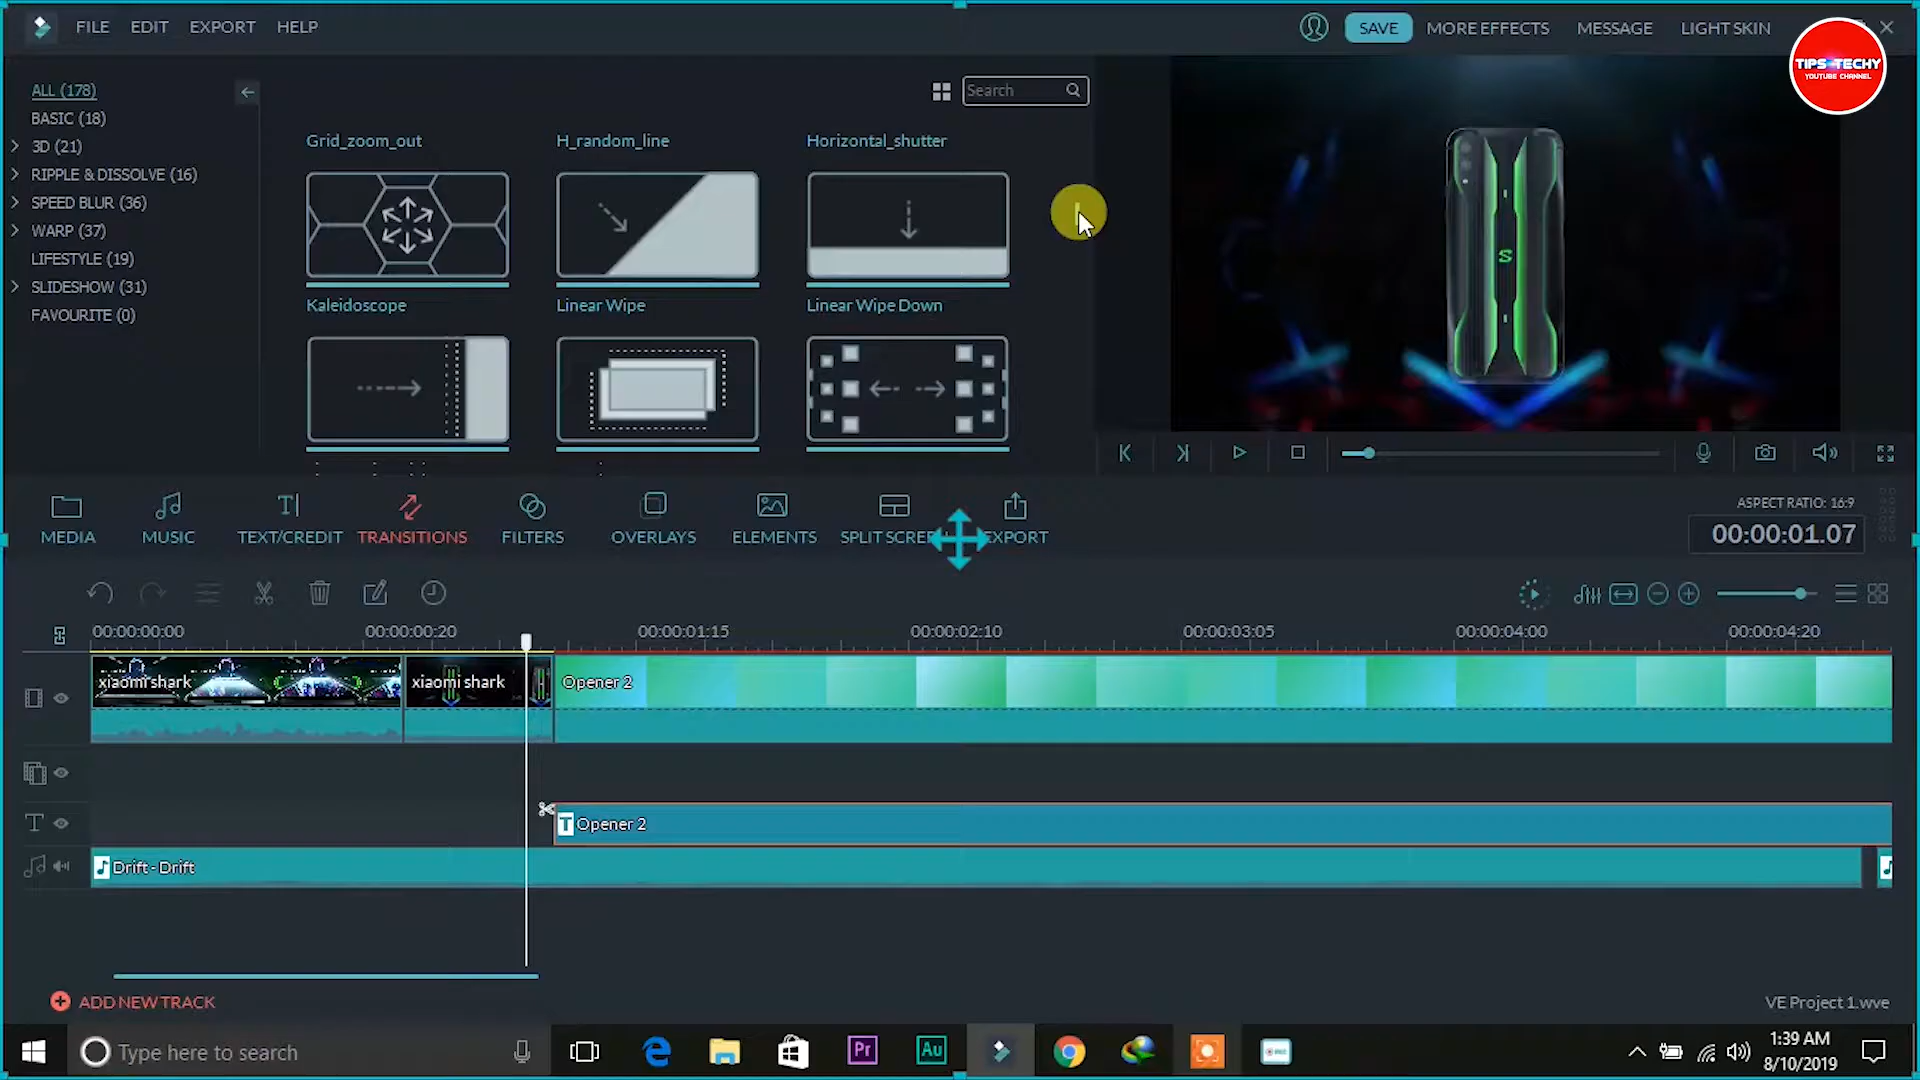 FILE EDIT EXPORT HELP
SAVE MORE EFFECTS MESSAGE LIGHT SKIN
TIPS TECHY
YOUTUBE CHANNEL
ALL (178)
BASIC (18)
3D (21)
RIPPLE & DISSOLVE (16)
SPEED BLUR (36)
WARP (37)
LIFESTYLE (19)
SLIDESHOW (31)
FAVOURITE (0)
Search
Grid_zoom_out H_random_line Horizontal_shutter
Kaleidoscope Linear Wipe Linear Wipe Down
S
MEDIA MUSIC TEXT/CREDIT TRANSITIONS FILTERS OVERLAYS ELEMENTS SPLIT SCREE EXPORT
ASPECT RATIO: 16:9
00:00:01.07
00:00:00:00 00:00:00:20 00:00:01:15 00:00:02:10 00:00:03:05 00:00:04:00 00:00:04:20
xiaomi shark xiaomi shark Opener 2
T Opener 2
Drift - Drift
ADD NEW TRACK
VE Project 1.wve
Type here to search
Pr Au
1:39 AM
8/10/2019